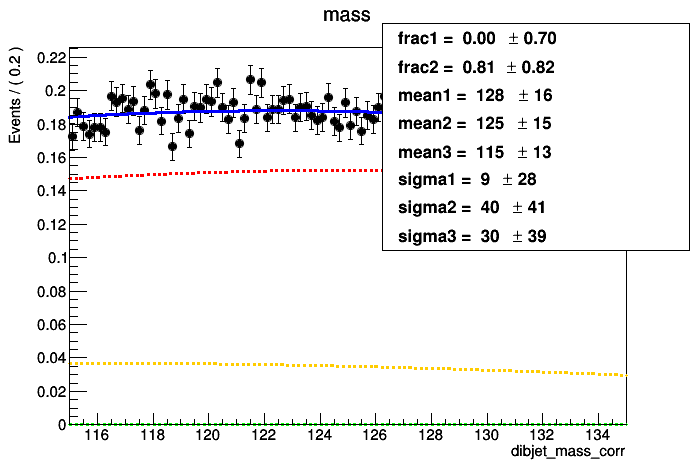 mass
Events / ( 0.2 )
0.22
0.2
0.18
0.16
0.14
0.12
0.1
0.08
0.06
0.04
0.02
0
116 118 120 122 124 126 128 130 132 134
dibjet_mass_corr
frac1 = 0.00 ± 0.70
frac2 = 0.81 ± 0.82
mean1 = 128 ± 16
mean2 = 125 ± 15
mean3 = 115 ± 13
sigma1 = 9 ± 28
sigma2 = 40 ± 41
sigma3 = 30 ± 39